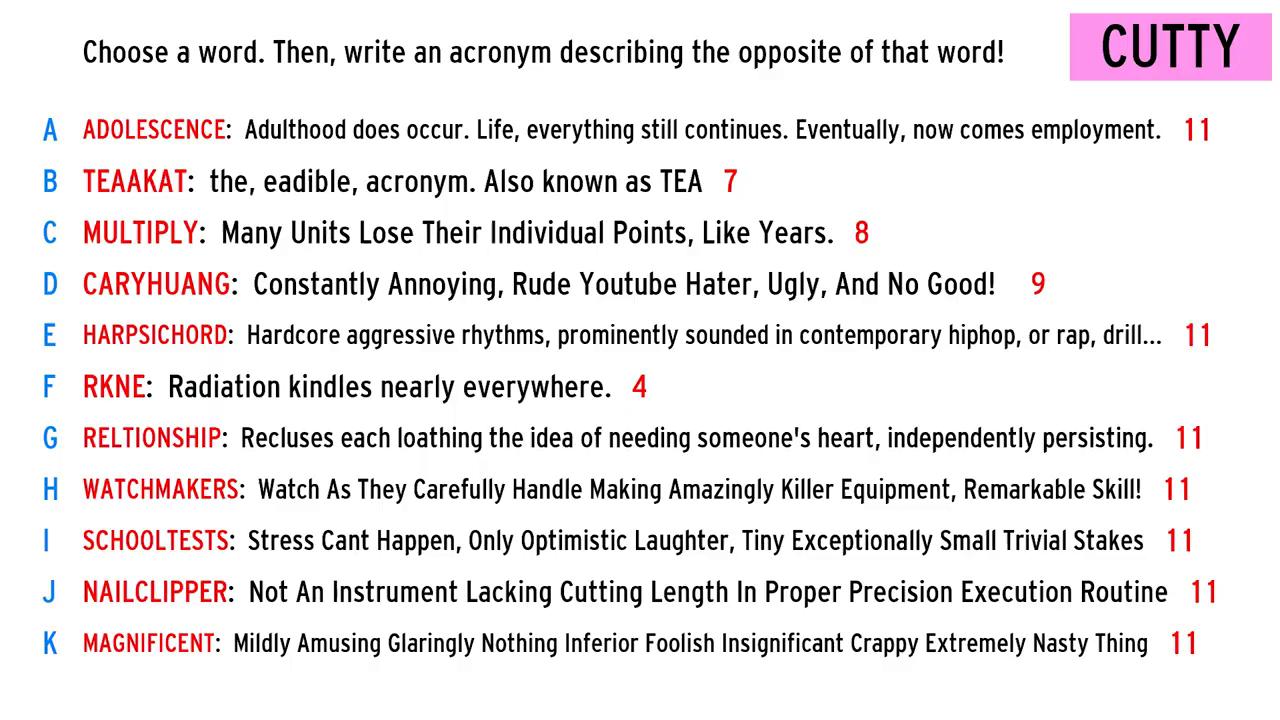 Choose a word. Then, write an acronym describing the opposite of that word!
CUTTY
A ADOLESCENCE: Adulthood does occur. Life, everything still continues. Eventually, now comes employment. 11
B TEAAKAT: the, eadible, acronym. Also known as TEA 7
C MULTIPLY: Many Units Lose Their Individual Points, Like Years. 8
D CARYHUANG: Constantly Annoying, Rude Youtube Hater, Ugly, And No Good! 9
E HARPSICHORD: Hardcore aggressive rhythms, prominently sounded in contemporary hiphop, or rap, drill... 11
F RKNE: Radiation kindles nearly everywhere. 4
G RELTIONSHIP: Recluses each loathing the idea of needing someone's heart, independently persisting. 11
H WATCHMAKERS: Watch As They Carefully Handle Making Amazingly Killer Equipment, Remarkable Skill! 11
I SCHOOLTESTS: Stress Cant Happen, Only Optimistic Laughter, Tiny Exceptionally Small Trivial Stakes 11
J NAILCLIPPER: Not An Instrument Lacking Cutting Length In Proper Precision Execution Routine 11
K MAGNIFICENT: Mildly Amusing Glaringly Nothing Inferior Foolish Insignificant Crappy Extremely Nasty Thing 11